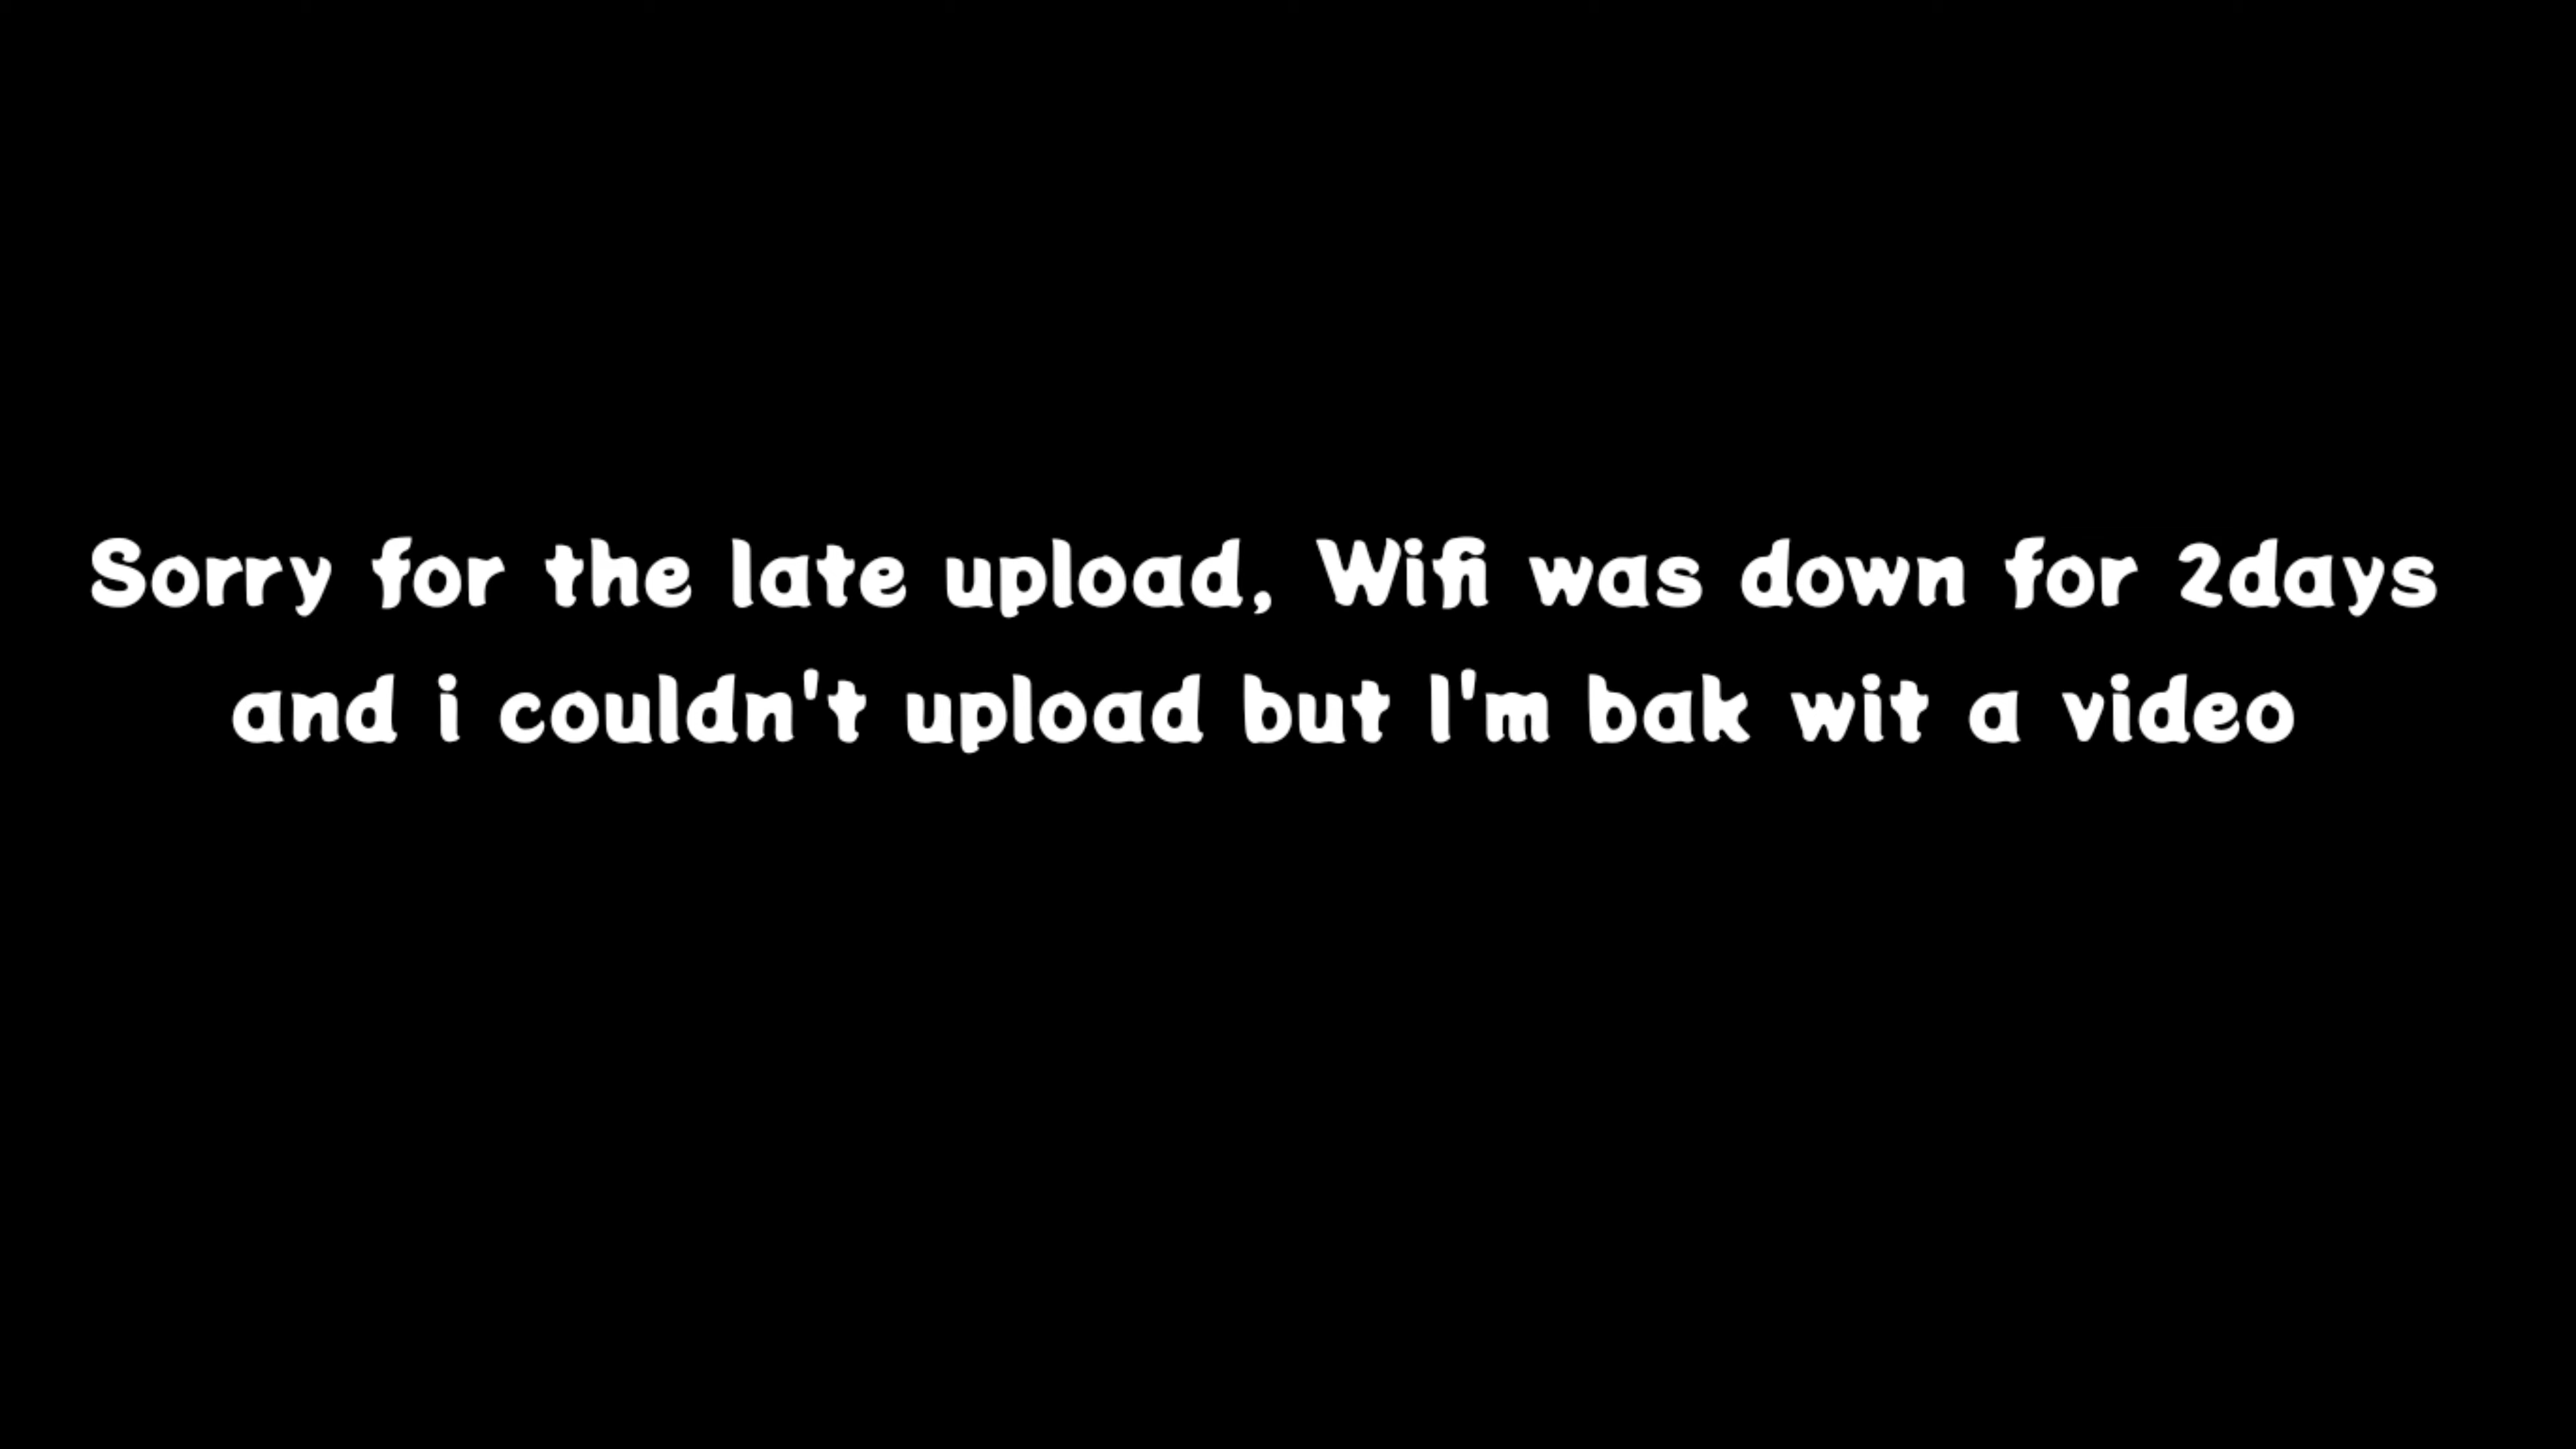 Sorry for the late upload, Wifi was down for 2days
and i couldn't upload but I'm bak wit a video